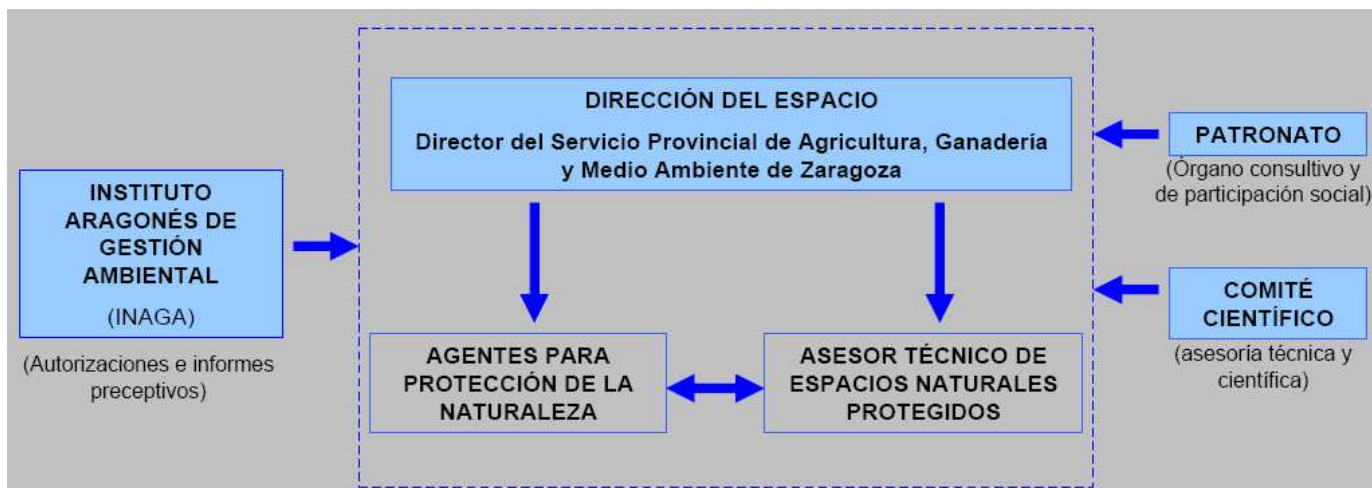 DIRECCIÓN DEL ESPACIO
Director del Servicio Provincial de Agricultura, Ganadería
y Medio Ambiente de Zaragoza
INSTITUTO
ARAGONÉS DE
GESTIÓN
AMBIENTAL
(INAGA)
(Autorizaciones e informes
preceptivos)
AGENTES PARA
PROTECCIÓN DE LA
NATURALEZA
ASESOR TÉCNICO DE
ESPACIOS NATURALES
PROTEGIDOS
PATRONATO
(Órgano consultivo y
de participación social)
COMITÉ
CIENTÍFICO
(asesoría técnica y
científica)